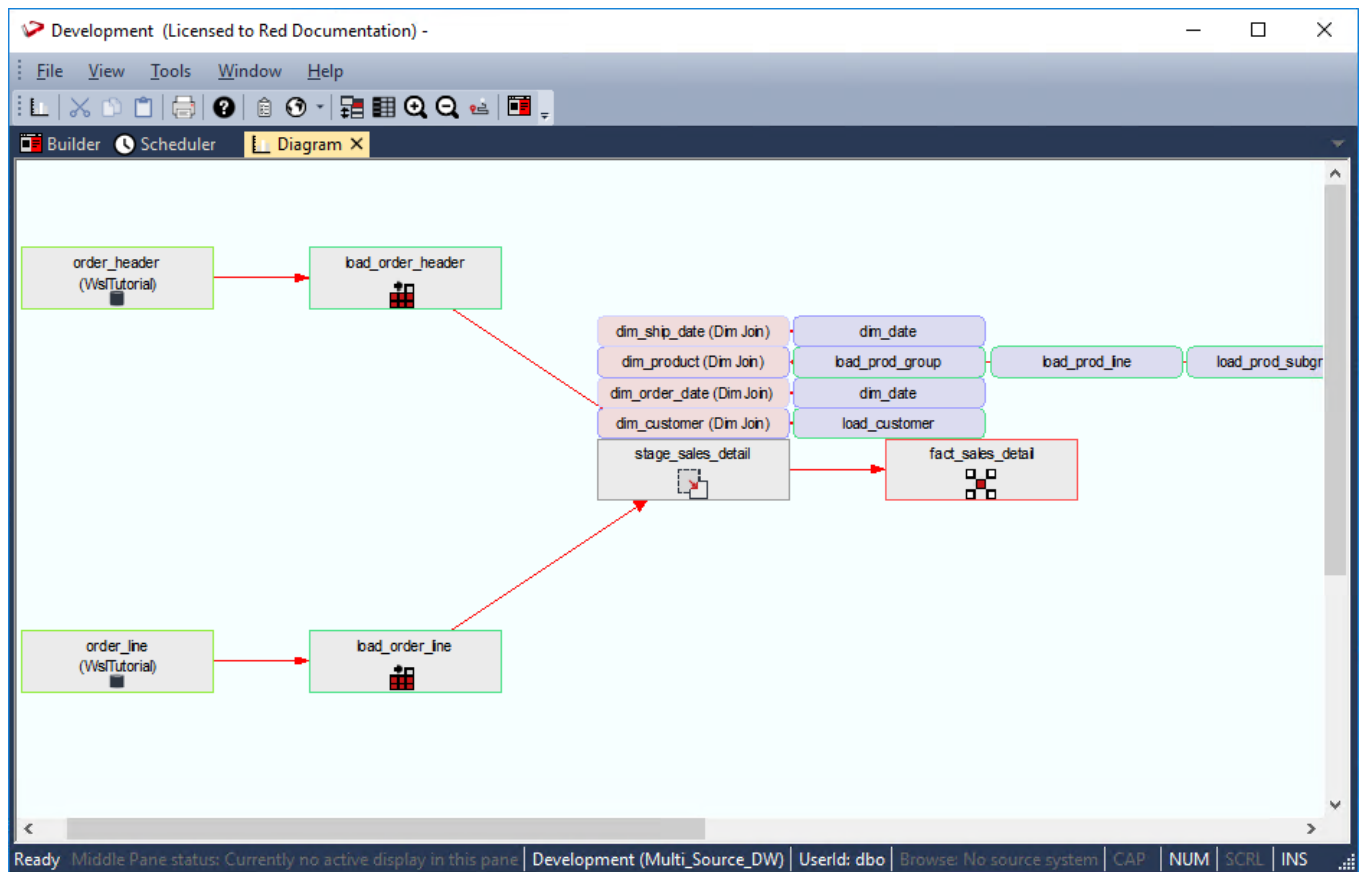 Development (Licensed to Red Documentation) -
File View Tools Window Help
Builder Scheduler Diagram
order_header
(WslTutorial)
load_order_header
dim_ship_date (Dim Join) dim_date
dim_product (Dim Join) load_prod_group load_prod_line load_prod_subgr
dim_order_date (Dim Join) dim_date
dim_customer (Dim Join) load_customer
stage_sales_detail
fact_sales_detail
order_line
(WslTutorial)
load_order_line
Ready Middle Pane status: Currently no active display in this pane Development (Multi_Source_DW) UserId: dbo Browse: No source system CAP NUM SCRL INS